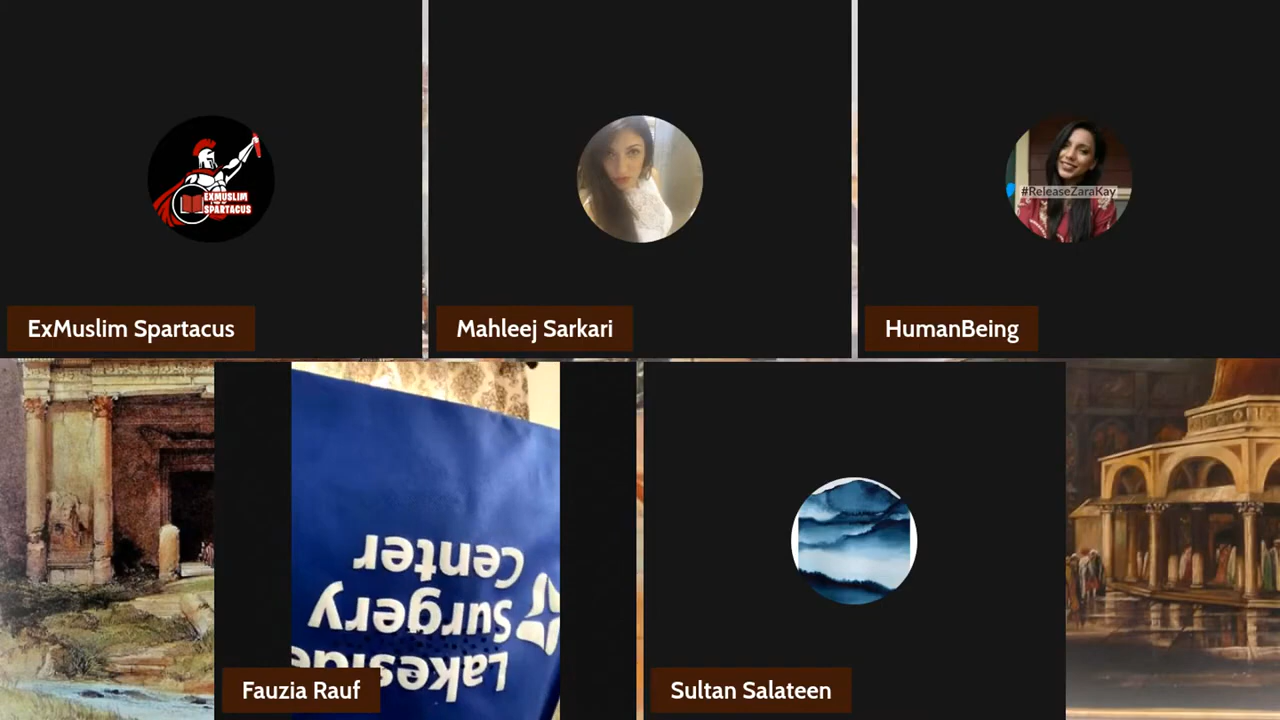 EXMUSLIM
SPARTACUS
#ReleaseZaraKay
ExMuslim Spartacus
Mahleej Sarkari
HumanBeing
Lakeside
Surgery
Center
Fauzia Rauf
Sultan Salateen